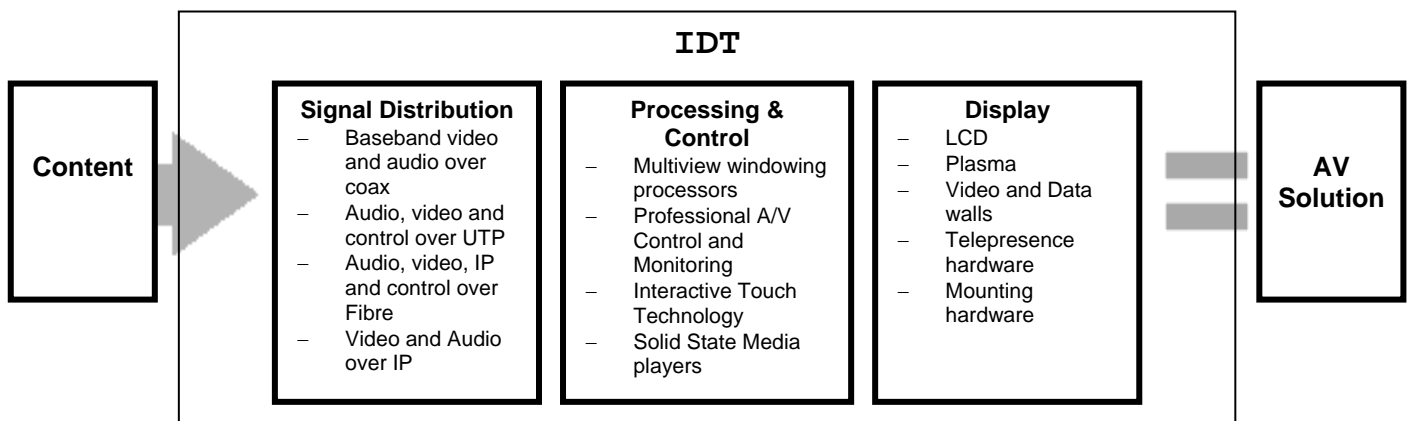 IDT
Content
Signal Distribution
– Baseband video
and audio over
coax
– Audio, video and
control over UTP
– Audio, video, IP
and control over
Fibre
– Video and Audio
over IP
Processing &
Control
– Multiview windowing
processors
– Professional A/V
Control and
Monitoring
– Interactive Touch
Technology
– Solid State Media
players
Display
– LCD
– Plasma
– Video and Data
walls
– Telepresence
hardware
– Mounting
hardware
AV
Solution